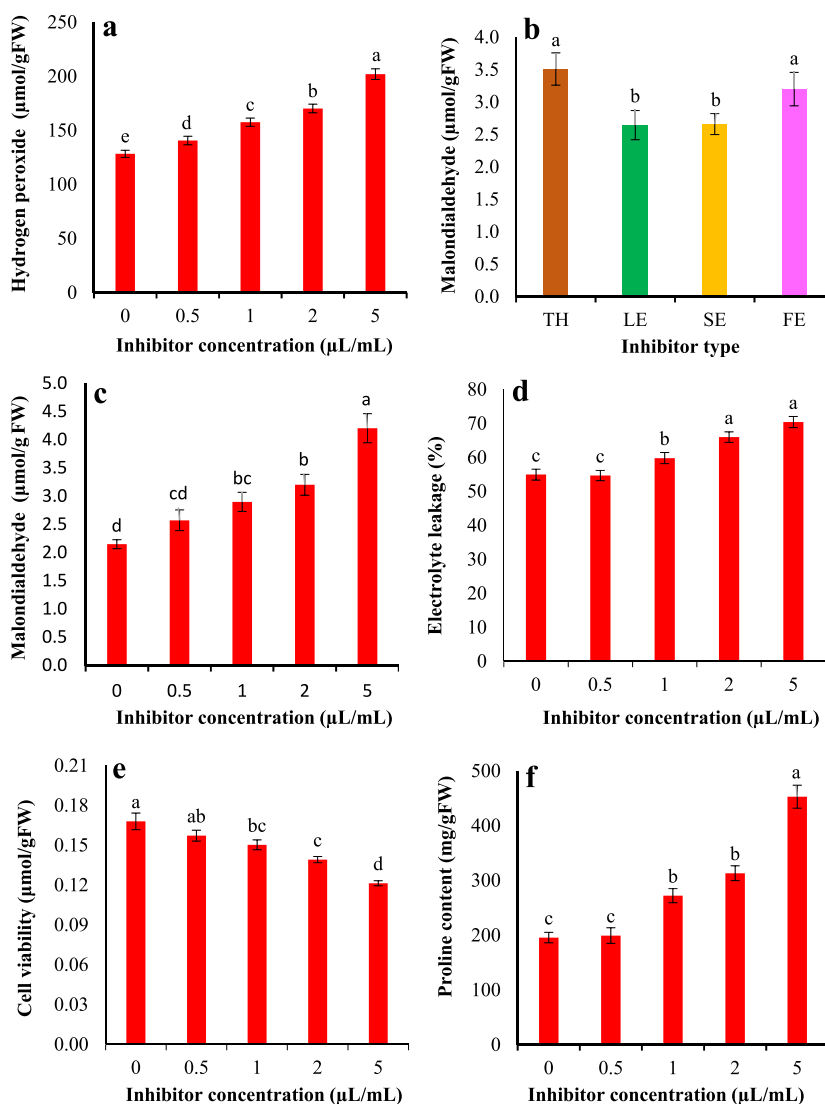 a
Hydrogen peroxide (µmol/gFW)
250
200
150
100
50
0
e
d
c
b
a
0 0.5 1 2 5
Inhibitor concentration (µL/mL)
b
Malondialdehyde (µmol/gFW)
4.0
3.5
3.0
2.5
2.0
1.5
1.0
0.5
0.0
a
b
b
a
TH LE SE FE
Inhibitor type
c
Malondialdehyde (µmol/g FW)
5.0
4.5
4.0
3.5
3.0
2.5
2.0
1.5
1.0
0.5
0.0
d
cd
bc
b
a
0 0.5 1 2 5
Inhibitor concentration (µL/mL)
d
Electrolyte leakage (%)
80
70
60
50
40
30
20
10
0
c
c
b
a
a
0 0.5 1 2 5
Inhibitor concentration (µL/mL)
e
Cell viability (µmol/gFW)
0.21
0.18
0.15
0.12
0.09
0.06
0.03
0.00
a
ab
bc
c
d
0 0.5 1 2 5
Inhibitor concentration (µL/mL)
f
Proline content (mg/gFW)
500
400
300
200
100
0
c
c
b
b
a
0 0.5 1 2 5
Inhibitor concentration (µL/mL)